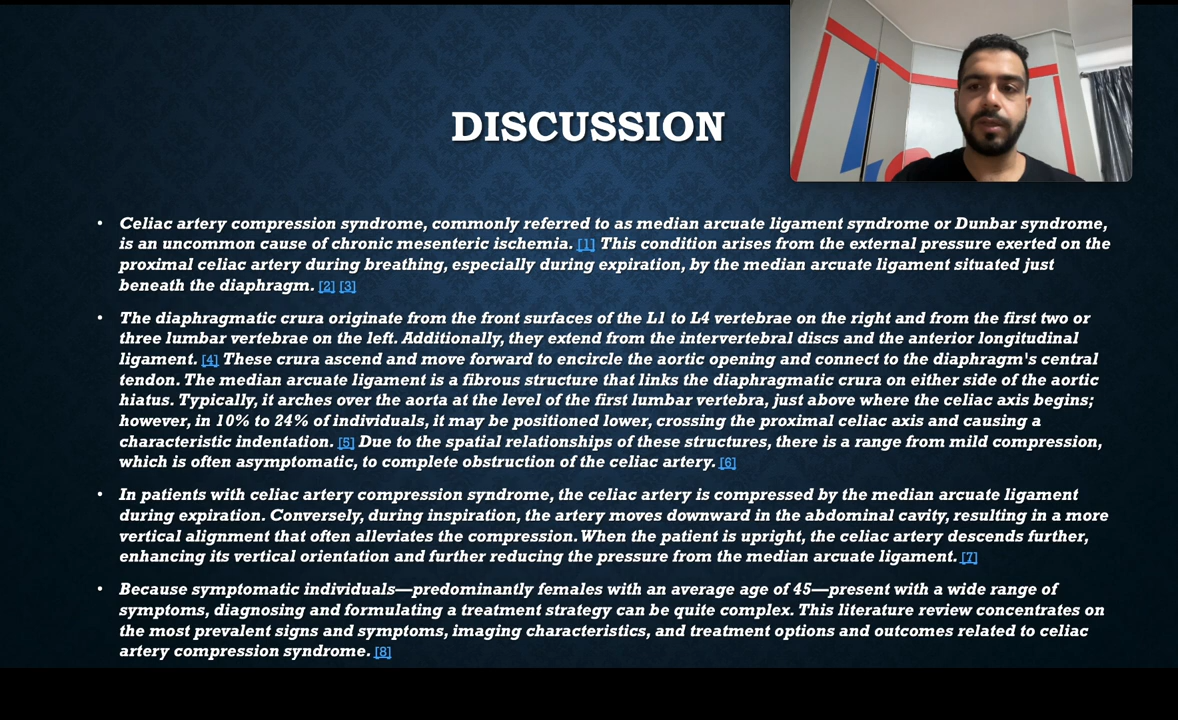 DISCUSSION
• Celiac artery compression syndrome, commonly referred to as median arcuate ligament syndrome or Dunbar syndrome,
is an uncommon cause of chronic mesenteric ischemia. [1] This condition arises from the external pressure exerted on the
proximal celiac artery during breathing, especially during expiration, by the median arcuate ligament situated just
beneath the diaphragm. [2] [3]
• The diaphragmatic crura originate from the front surfaces of the L1 to L4 vertebrae on the right and from the first two or
three lumbar vertebrae on the left. Additionally, they extend from the intervertebral discs and the anterior longitudinal
ligament. [4] These crura ascend and move forward to encircle the aortic opening and connect to the diaphragm's central
tendon. The median arcuate ligament is a fibrous structure that links the diaphragmatic crura on either side of the aortic
hiatus. Typically, it arches over the aorta at the level of the first lumbar vertebra, just above where the celiac axis begins;
however, in 10% to 24% of individuals, it may be positioned lower, crossing the proximal celiac axis and causing a
characteristic indentation. [5] Due to the spatial relationships of these structures, there is a range from mild compression,
which is often asymptomatic, to complete obstruction of the celiac artery. [6]
• In patients with celiac artery compression syndrome, the celiac artery is compressed by the median arcuate ligament
during expiration. Conversely, during inspiration, the artery moves downward in the abdominal cavity, resulting in a more
vertical alignment that often alleviates the compression. When the patient is upright, the celiac artery descends further,
enhancing its vertical orientation and further reducing the pressure from the median arcuate ligament. [7]
• Because symptomatic individuals—predominantly females with an average age of 45—present with a wide range of
symptoms, diagnosing and formulating a treatment strategy can be quite complex. This literature review concentrates on
the most prevalent signs and symptoms, imaging characteristics, and treatment options and outcomes related to celiac
artery compression syndrome. [8]